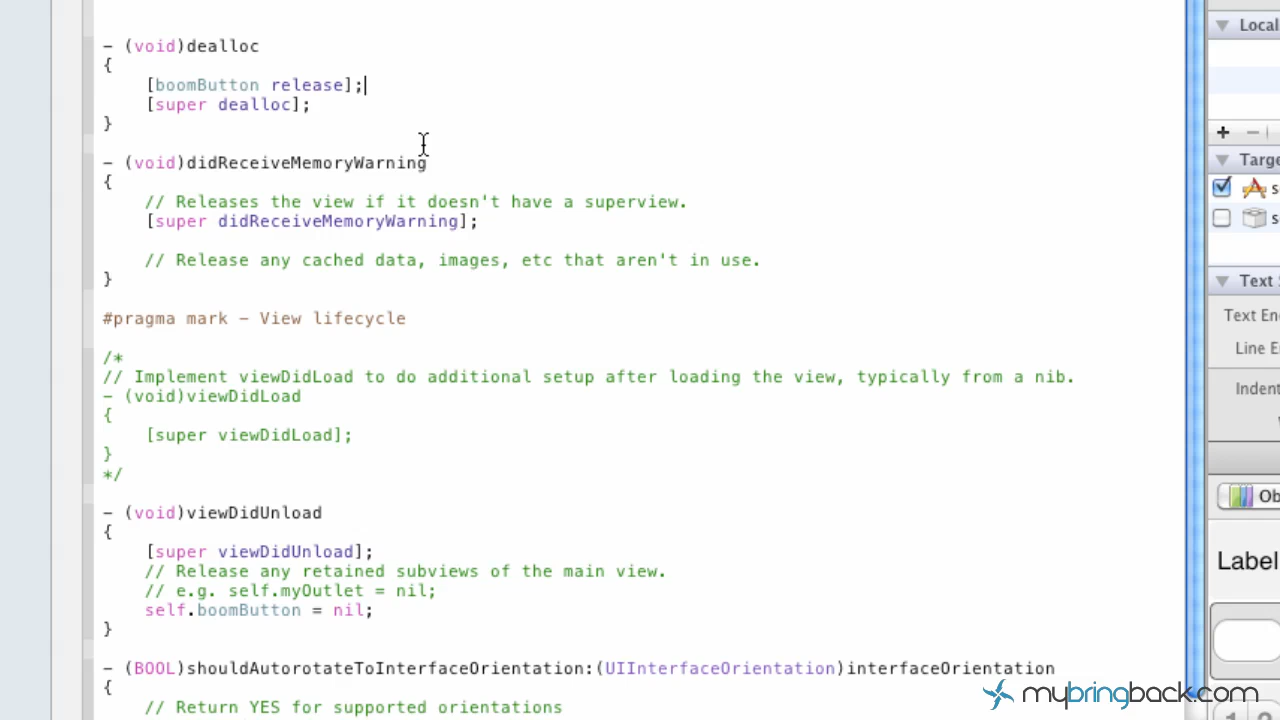 - (void)dealloc
{
    [boomButton release];
    [super dealloc];
}
- (void)didReceiveMemoryWarning
{
    // Releases the view if it doesn't have a superview.
    [super didReceiveMemoryWarning];
    // Release any cached data, images, etc that aren't in use.
}
#pragma mark - View lifecycle
/*
// Implement viewDidLoad to do additional setup after loading the view, typically from a nib.
- (void)viewDidLoad
{
    [super viewDidLoad];
}
*/
- (void)viewDidUnload
{
    [super viewDidUnload];
    // Release any retained subviews of the main view.
    // e.g. self.myOutlet = nil;
    self.boomButton = nil;
}
- (BOOL)shouldAutorotateToInterfaceOrientation:(UIInterfaceOrientation)interfaceOrientation
{
    // Return YES for supported orientations
Local
Targe
s
s
Text
Text En
Line E
Indent
Ob
Label
mybringback.com